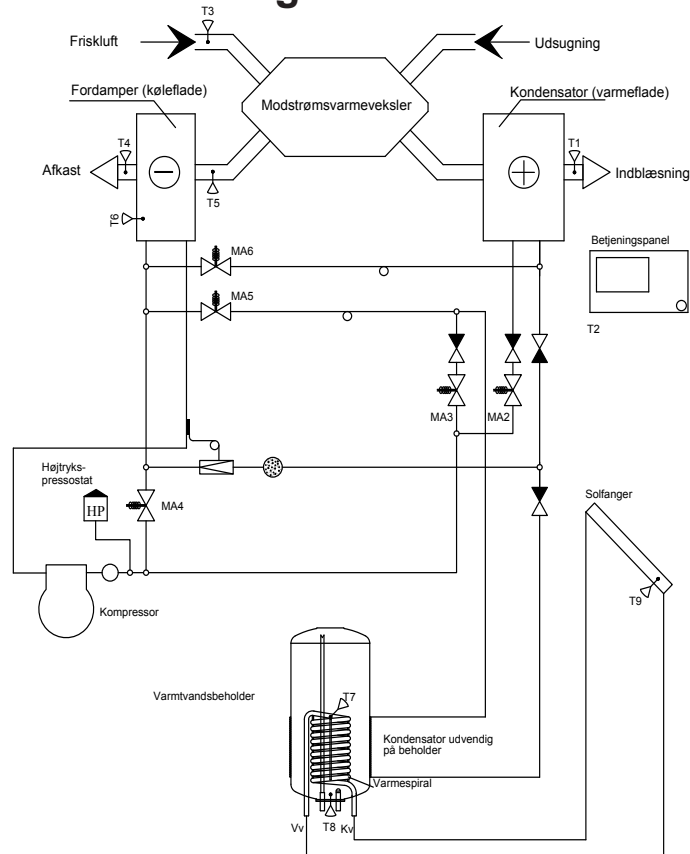 T3
Friskluft
Udsugning
Fordamper (køleflade)
Kondensator (varmeflade)
Modstrømsvarmeveksler
T4
T1
Afkast
Indblæsning
T5
T6
Betjeningspanel
MA6
MA5
T2
MA3
MA2
Højtryks-
pressostat
HP
MA4
Solfanger
T9
Kompressor
Varmtvandsbeholder
T7
Kondensator udvendig
på beholder
Varmespiral
Vv
T8
Kv